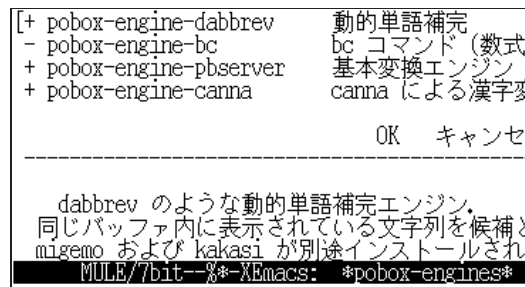 [+ pobox-engine-dabbrev 動的単語補完
- pobox-engine-bc bc コマンド (数式
+ pobox-engine-pbserver 基本変換エンジン
+ pobox-engine-canna canna による漢字変
OK キャンセ
dabbrev のような動的単語補完エンジン.
同じバッファ内に表示されている文字列を候補と
migemo および kakasi が別途インストールされ
MULE/7bit--%*-XEmacs: *pobox-engines*